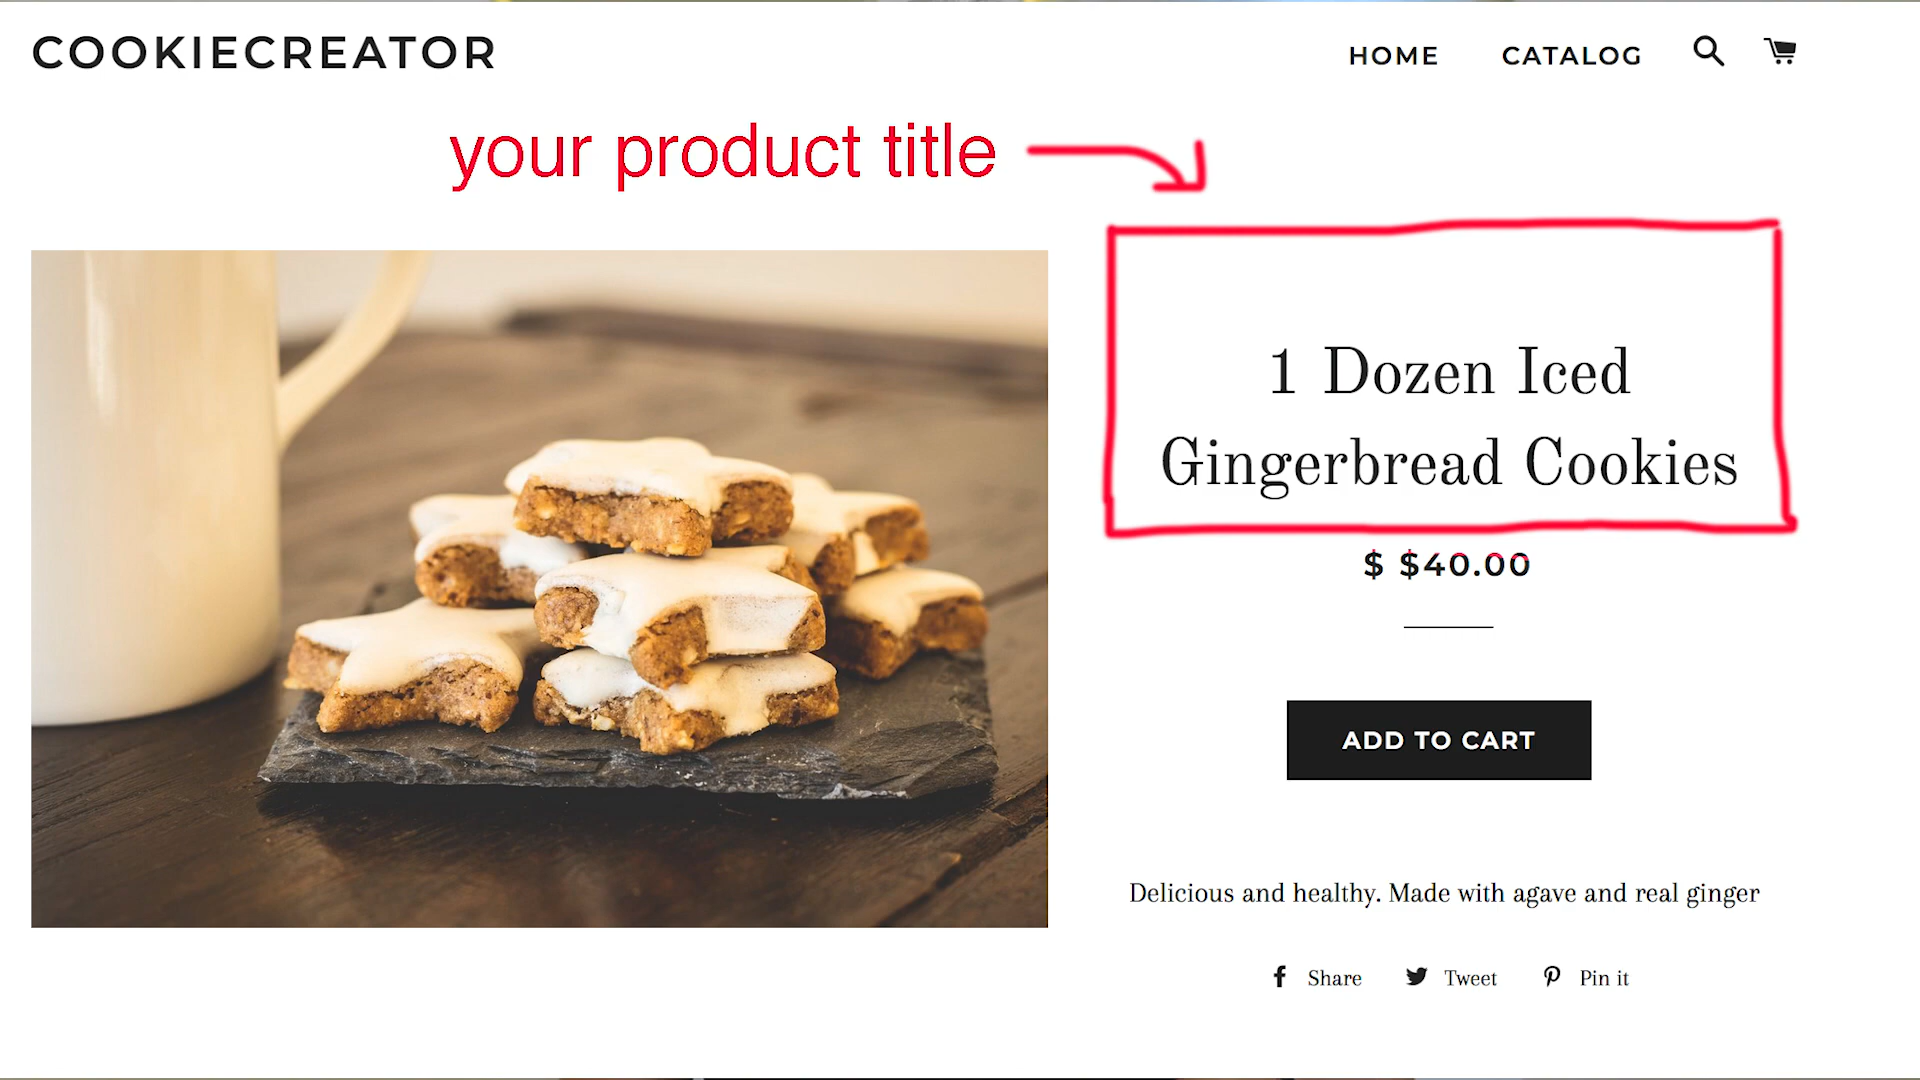 COOKIECREATOR
HOME CATALOG
your product title
1 Dozen Iced
Gingerbread Cookies
$ $40.00
ADD TO CART
Delicious and healthy. Made with agave and real ginger
Share Tweet Pin it